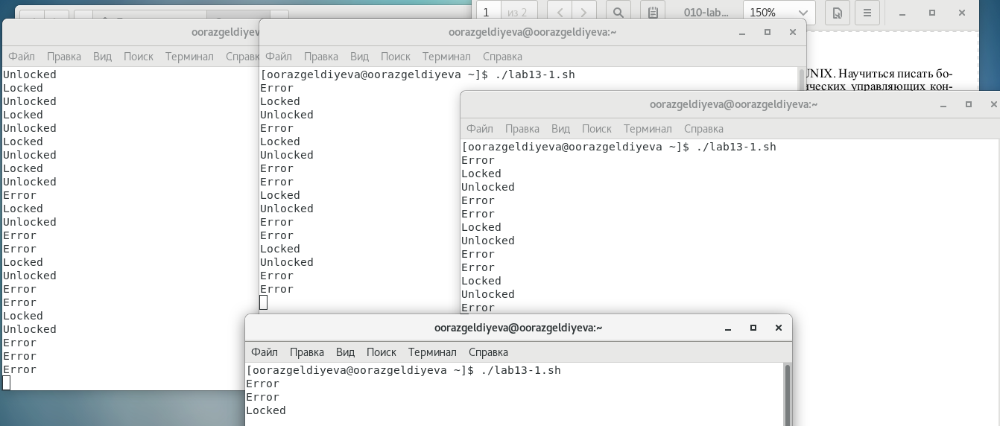 1 из 2
010-lab... 150%
UNIX. Научиться писать бо-
ических управляющих кон-
oorazgeldiyev
Файл Правка Вид Поиск Терминал Справк
Unlocked
Locked
Unlocked
Locked
Unlocked
Locked
Unlocked
Locked
Unlocked
Error
Locked
Unlocked
Error
Error
Locked
Unlocked
Error
Error
Locked
Unlocked
Error
Error
Error
oorazgeldiyeva@oorazgeldiyeva:~
Файл Правка Вид Поиск Терминал Справка
[oorazgeldiyeva@oorazgeldiyeva ~]$ ./lab13-1.sh
Error
Locked
Unlocked
Error
Locked
Unlocked
Error
Error
Locked
Unlocked
Error
Error
Locked
Unlocked
Error
Error
oorazgeldiyeva@oorazgeldiyeva:~
Файл Правка Вид Поиск Терминал Справка
[oorazgeldiyeva@oorazgeldiyeva ~]$ ./lab13-1.sh
Error
Locked
Unlocked
Error
Error
Locked
Unlocked
Error
Error
Locked
Unlocked
Error
oorazgeldiyeva@oorazgeldiyeva:~
Файл Правка Вид Поиск Терминал Справка
[oorazgeldiyeva@oorazgeldiyeva ~]$ ./lab13-1.sh
Error
Error
Locked